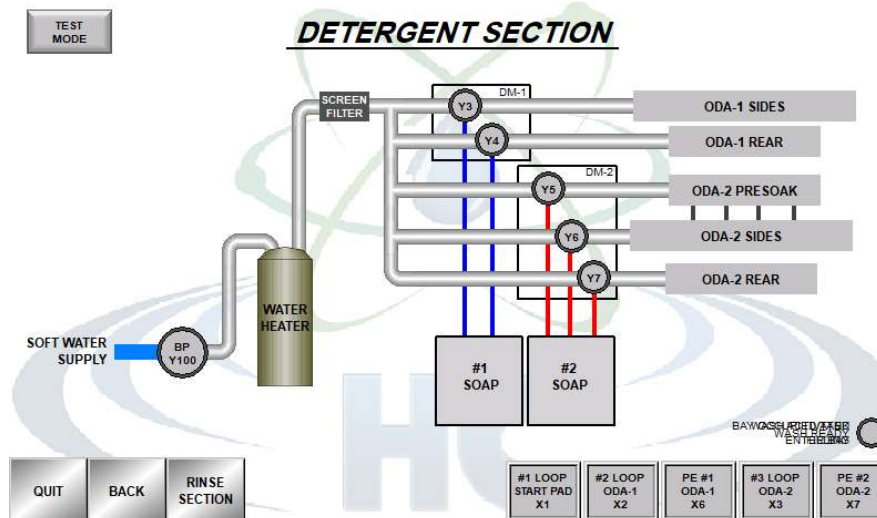 TEST
MODE
DETERGENT SECTION
SCREEN
FILTER
DM-1
Y3
ODA-1 SIDES
Y4
ODA-1 REAR
DM-2
Y5
ODA-2 PRESOAK
Y6
ODA-2 SIDES
Y7
ODA-2 REAR
WATER
HEATER
SOFT WATER
SUPPLY
BP
Y100
#1
SOAP
#2
SOAP
WASH READY
QUIT
BACK
RINSE
SECTION
#1 LOOP
START PAD
X1
#2 LOOP
ODA-1
X2
PE #1
ODA-1
X6
#3 LOOP
ODA-2
X3
PE #2
ODA-2
X7